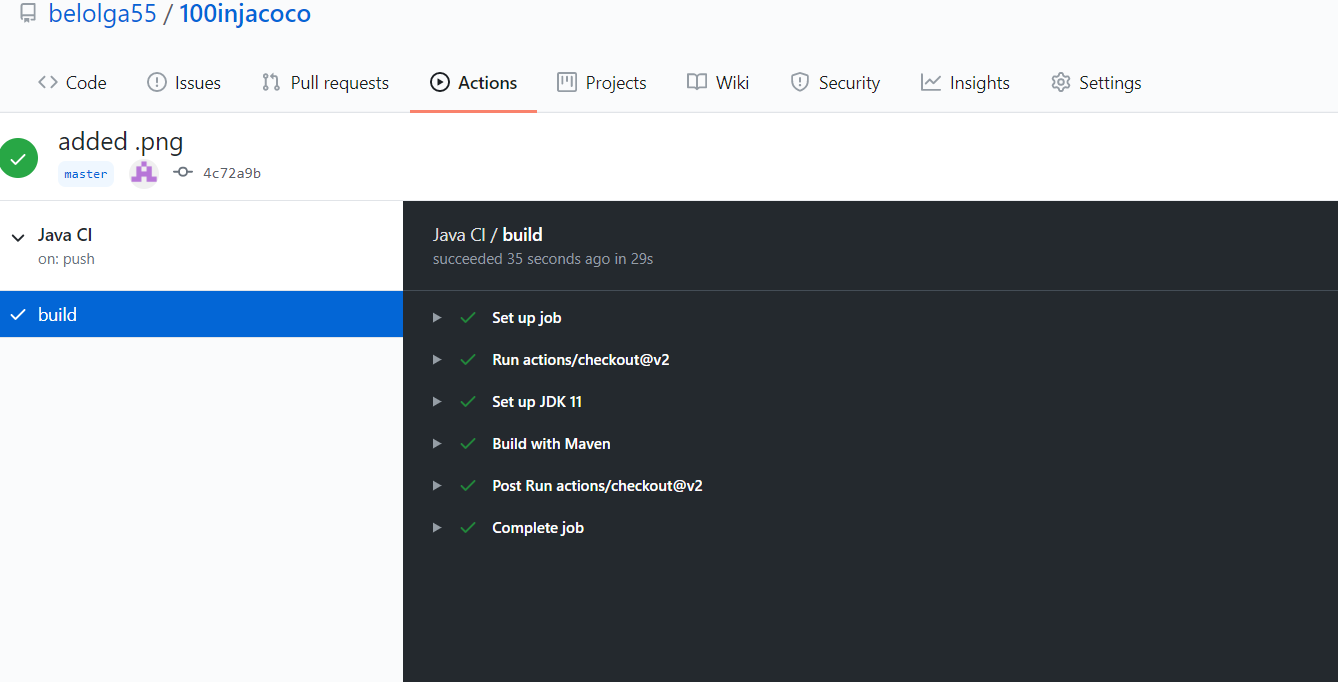 belolga55 / 100injacoco
Code Issues Pull requests Actions Projects Wiki Security Insights Settings
added .png
master 4c72a9b
Java CI
on: push
build
Java CI / build
succeeded 35 seconds ago in 29s
Set up job
Run actions/checkout@v2
Set up JDK 11
Build with Maven
Post Run actions/checkout@v2
Complete job